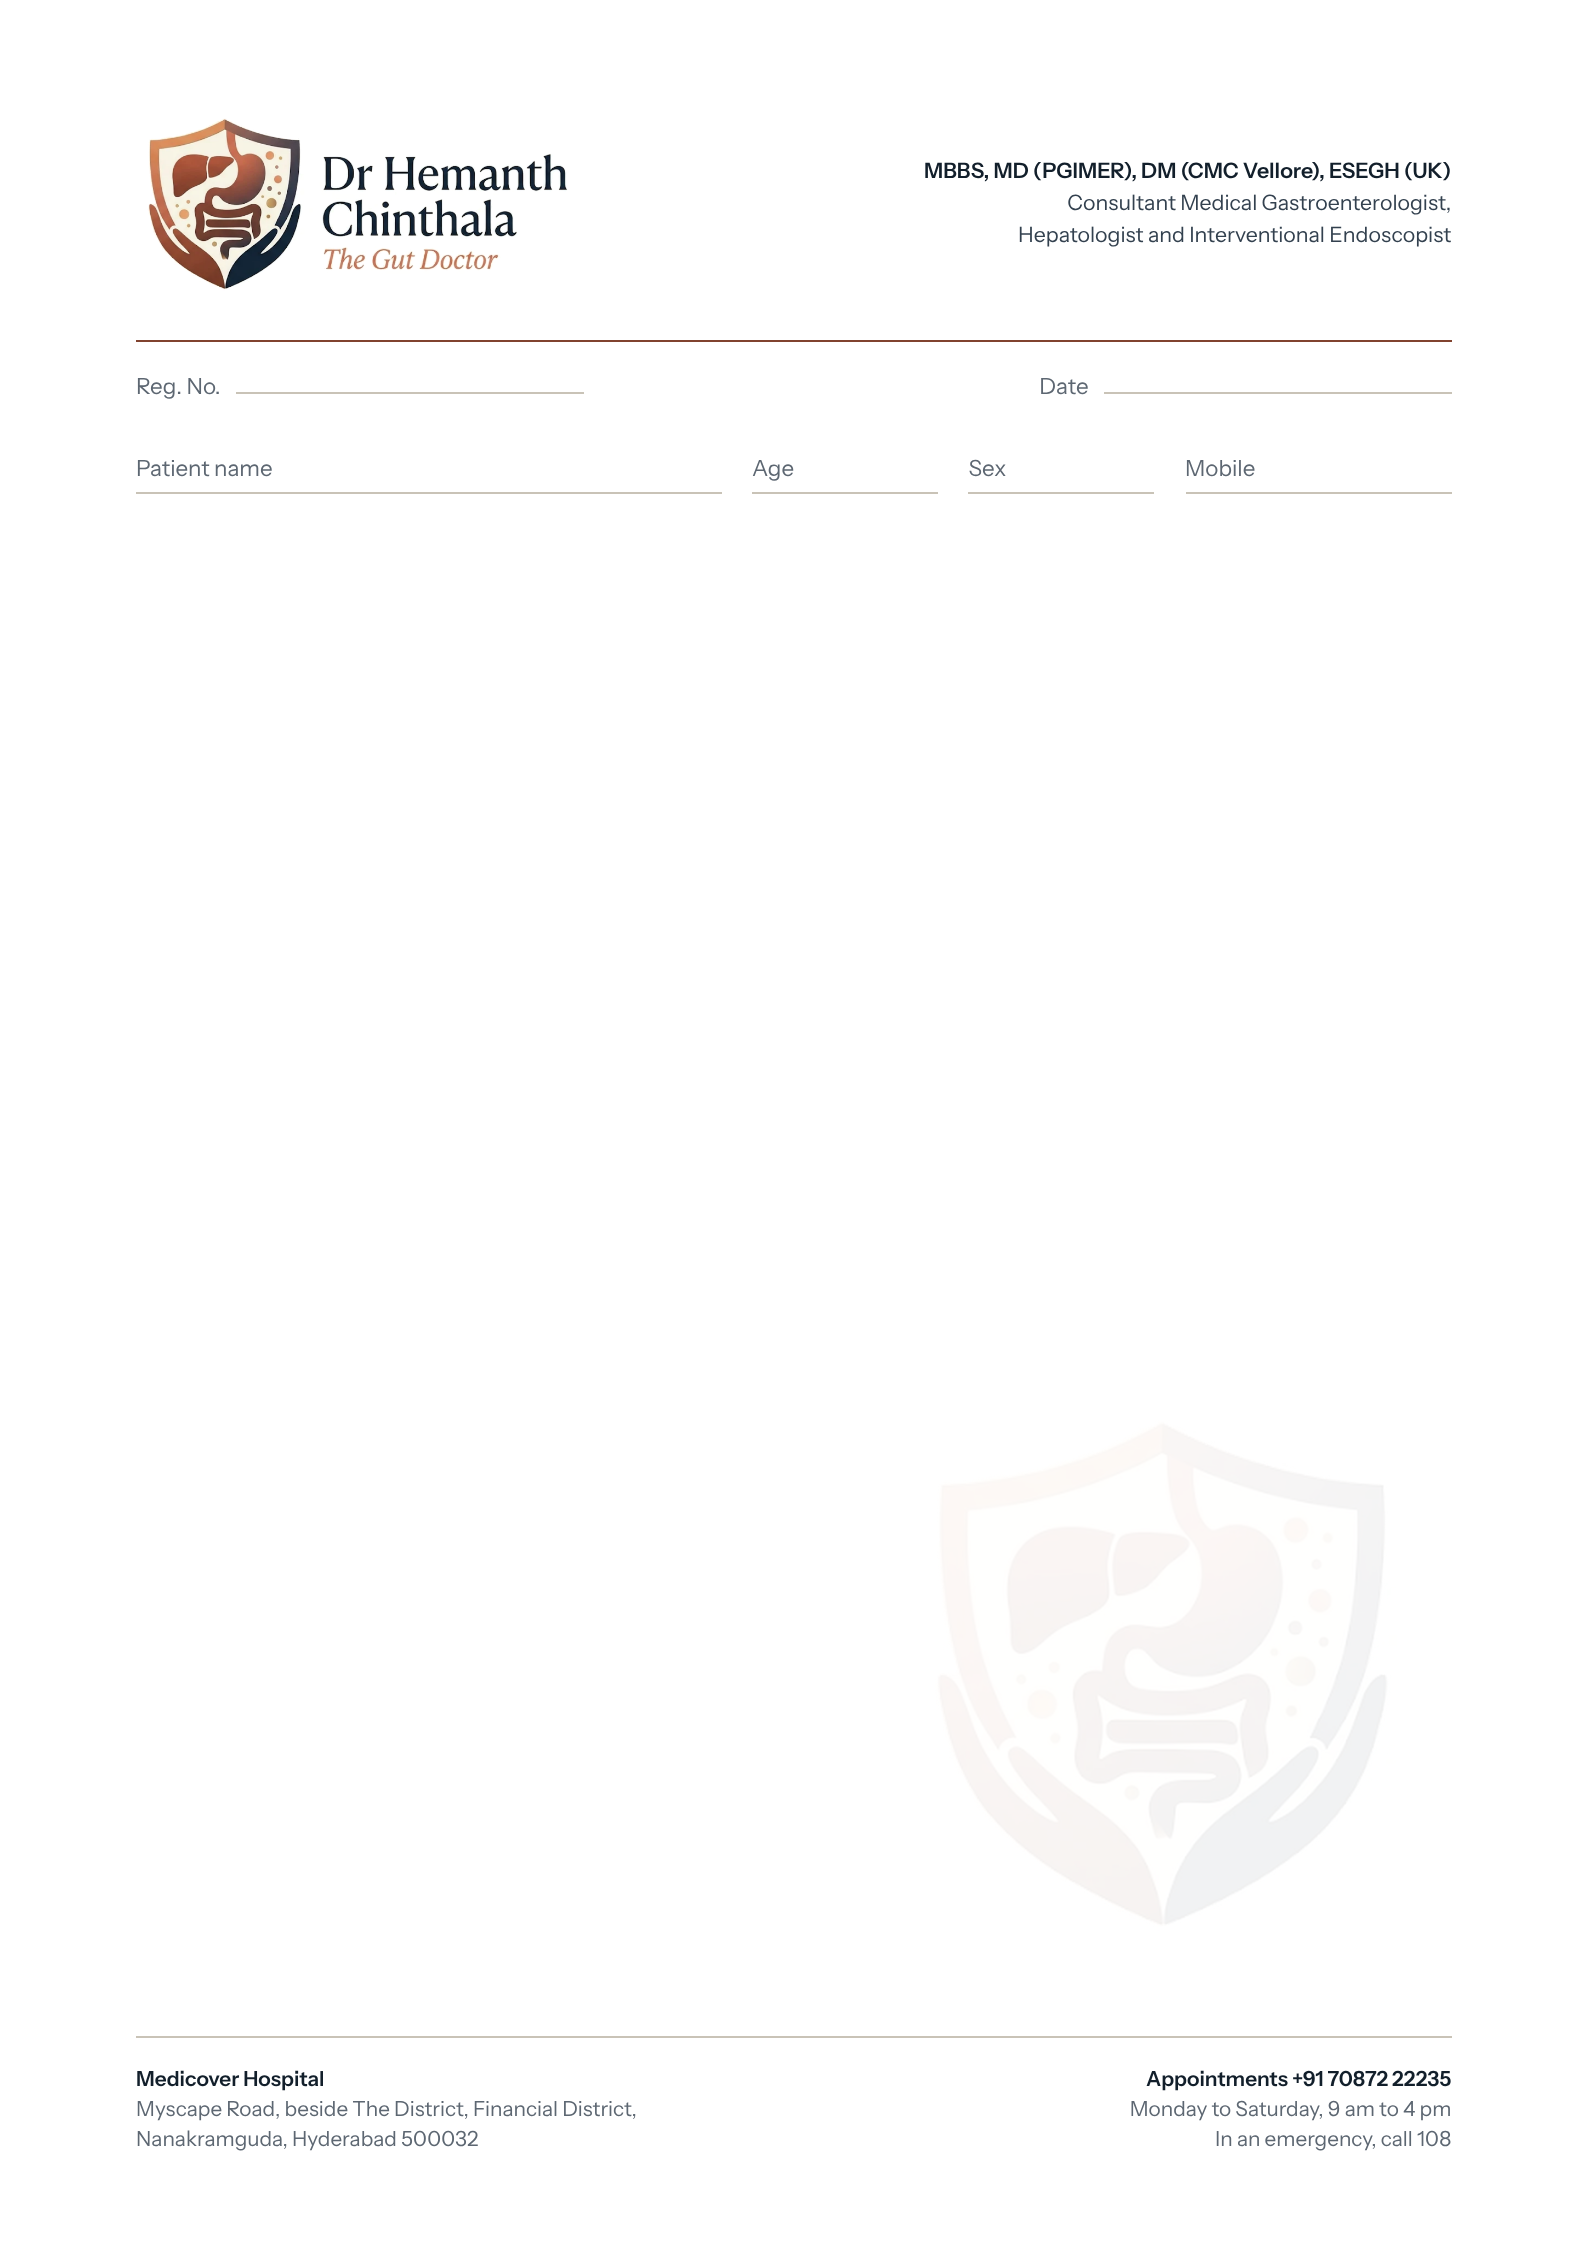 Dr Hemanth
Chinthala
The Gut Doctor
MBBS, MD (PGIMER), DM (CMC Vellore), ESEGH (UK)
Consultant Medical Gastroenterologist,
Hepatologist and Interventional Endoscopist
Reg. No. Date
Patient name Age Sex Mobile
Medicover Hospital
Myscape Road, beside The District, Financial District,
Nanakramguda, Hyderabad 500032
Appointments +91 70872 22235
Monday to Saturday, 9 am to 4 pm
In an emergency, call 108